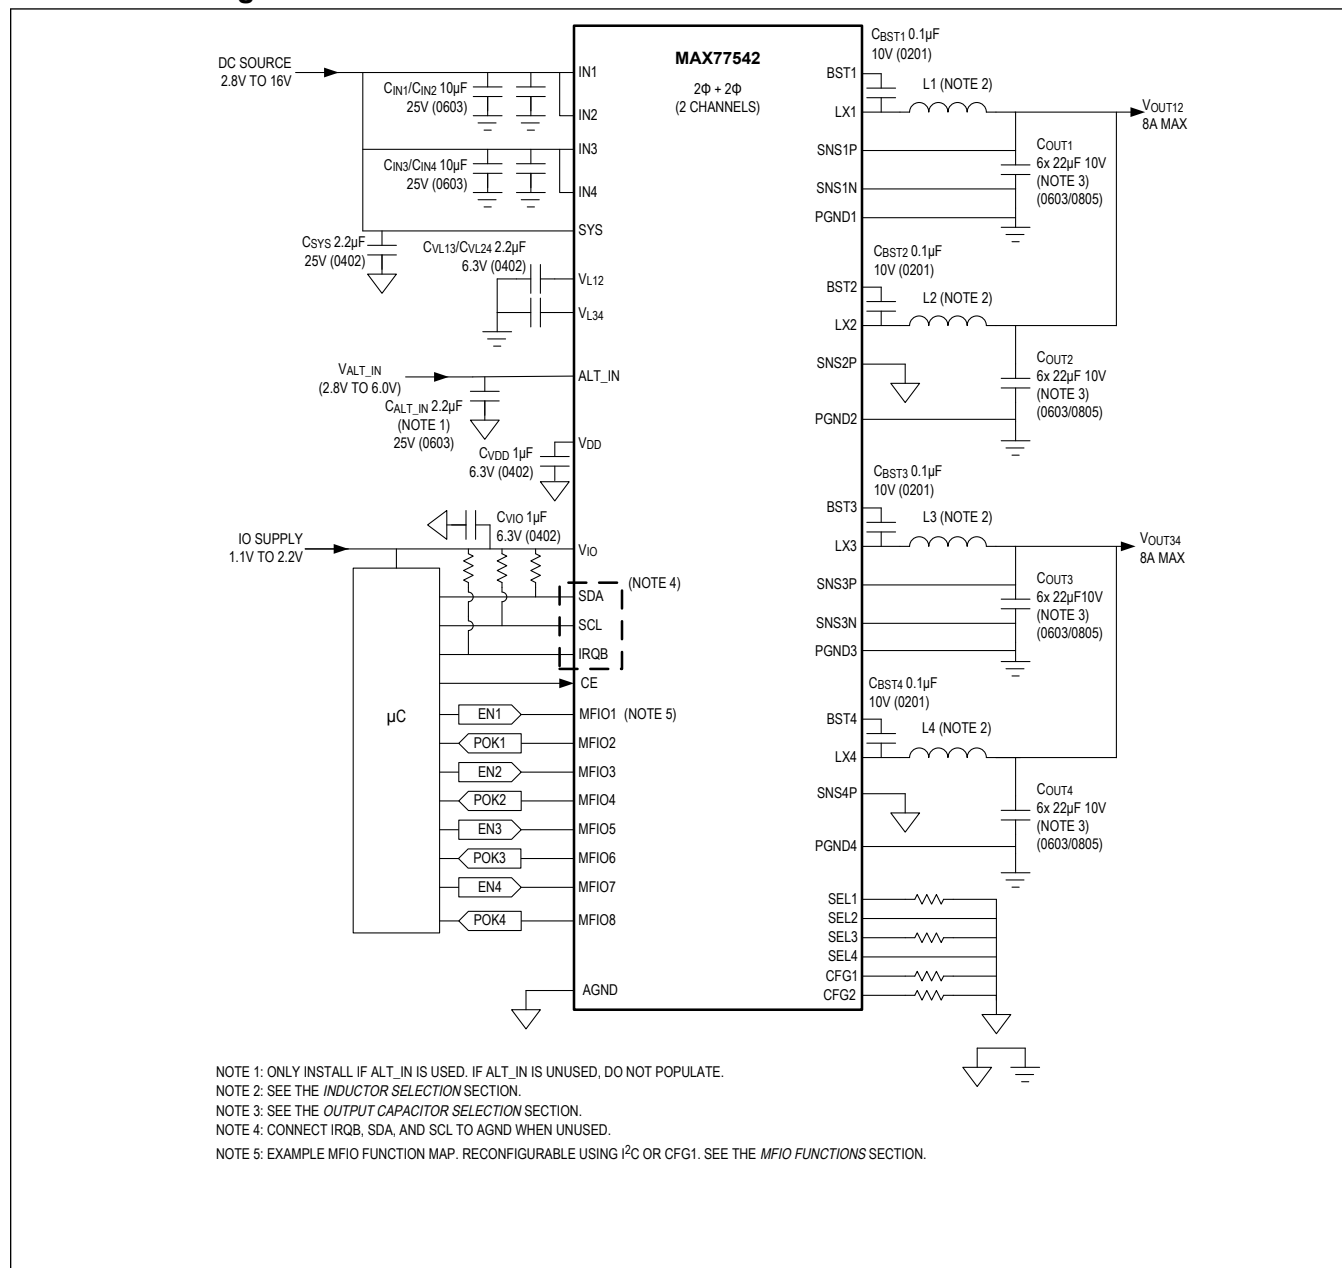 DC SOURCE
2.8V TO 16V
CIN1/CIN2 10µF
25V (0603)
CIN3/CIN4 10µF
25V (0603)
CSYS 2.2µF
25V (0402)
CVL13/CVL24 2.2µF
6.3V (0402)
VALT_IN
(2.8V TO 6.0V)
CALT_IN 2.2µF
(NOTE 1)
25V (0603)
CVDD 1µF
6.3V (0402)
CVIO 1µF
6.3V (0402)
IO SUPPLY
1.1V TO 2.2V
µC
EN1
POK1
EN2
POK2
EN3
POK3
EN4
POK4
MAX77542
2Φ + 2Φ
(2 CHANNELS)
IN1
IN2
IN3
IN4
SYS
VL12
VL34
ALT_IN
VDD
VIO
(NOTE 4)
SDA
SCL
IRQB
CE
MFIO1 (NOTE 5)
MFIO2
MFIO3
MFIO4
MFIO5
MFIO6
MFIO7
MFIO8
AGND
BST1
LX1
SNS1P
SNS1N
PGND1
BST2
LX2
SNS2P
PGND2
BST3
LX3
SNS3P
SNS3N
PGND3
BST4
LX4
SNS4P
PGND4
SEL1
SEL2
SEL3
SEL4
CFG1
CFG2
CBST1 0.1µF
10V (0201)
L1 (NOTE 2)
VOUT12
8A MAX
COUT1
6x 22µF 10V
(NOTE 3)
(0603/0805)
CBST2 0.1µF
10V (0201)
L2 (NOTE 2)
COUT2
6x 22µF 10V
(NOTE 3)
(0603/0805)
CBST3 0.1µF
10V (0201)
L3 (NOTE 2)
VOUT34
8A MAX
COUT3
6x 22µF10V
(NOTE 3)
(0603/0805)
CBST4 0.1µF
10V (0201)
L4 (NOTE 2)
COUT4
6x 22µF 10V
(NOTE 3)
(0603/0805)
NOTE 1: ONLY INSTALL IF ALT_IN IS USED. IF ALT_IN IS UNUSED, DO NOT POPULATE.
NOTE 2: SEE THE INDUCTOR SELECTION SECTION.
NOTE 3: SEE THE OUTPUT CAPACITOR SELECTION SECTION.
NOTE 4: CONNECT IRQB, SDA, AND SCL TO AGND WHEN UNUSED.
NOTE 5: EXAMPLE MFIO FUNCTION MAP. RECONFIGURABLE USING I²C OR CFG1. SEE THE MFIO FUNCTIONS SECTION.